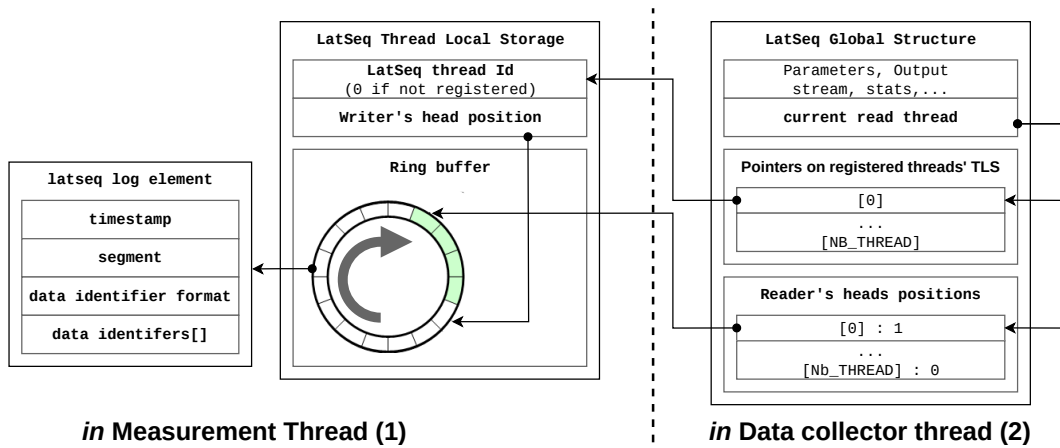 latseq log element
timestamp
segment
data identifier format
data identifers[]
LatSeq Thread Local Storage
LatSeq thread Id
(0 if not registered)
Writer's head position
Ring buffer
in Measurement Thread (1)
LatSeq Global Structure
Parameters, Output
stream, stats,...
current read thread
Pointers on registered threads' TLS
[0]
...
[NB_THREAD]
Reader's heads positions
[0] : 1
...
[Nb_THREAD] : 0
in Data collector thread (2)